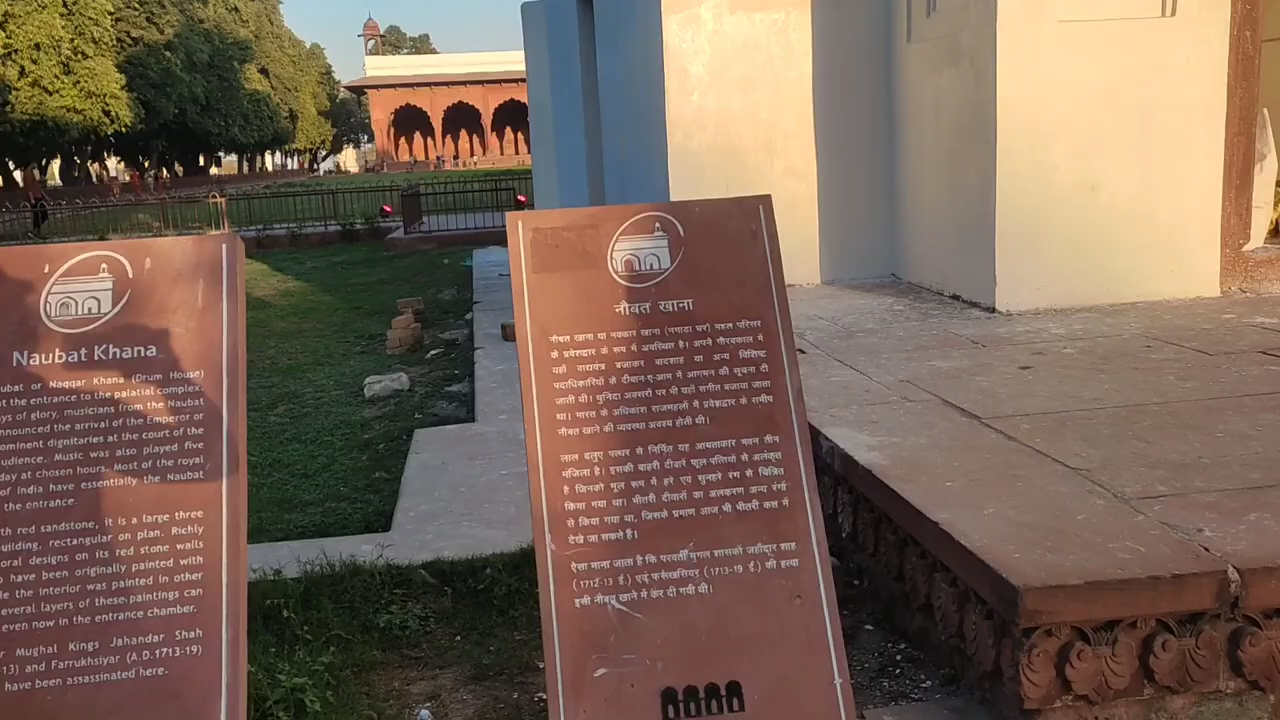 Naubat Khana
ubat or Naqqar Khana (Drum House)
at the entrance to the palatial complex.
ys of glory, musicians from the Naubat
nnounced the arrival of the Emperor or
ominent dignitaries at the court of the
udience. Music was also played five
day at chosen hours. Most of the royal
of India have essentially the Naubat
the entrance.
th red sandstone, it is a large three
uilding, rectangular on plan. Richly
oral designs on its red stone walls
have been originally painted with
le the interior was painted in other
everal layers of these paintings can
even now in the entrance chamber.
r Mughal Kings Jahandar Shah
-13) and Farrukhsiyar (A.D.1713-19)
have been assassinated here.
नौबत खाना
नौबत खाना या नक्कार खाना (नगाडा घर) महल परिसर
के प्रवेशद्वार के रूप में अवस्थित है। अपने गौरवकाल में
यहाँ वाद्ययंत्र बजाकर बादशाह या अन्य विशिष्ट
पदाधिकारियों के दीवान-ए-आम में आगमन की सूचना दी
जाती थी। चुनिंदा अवसरों पर भी यहाँ संगीत बजाया जाता
था। भारत के अधिकांश राजमहलों में प्रवेशद्वार के समीप
नौबत खाने की व्यवस्था अवश्य होती थी।
लाल बलुए पत्थर से निर्मित यह आयताकार भवन तीन
मंजिला है। इसकी बाहरी दीवारें फूल-पत्तियों से अलंकृत
है जिनको मूल रूप में हरे एवं सुनहरे रंग से चित्रित
किया गया था। भीतरी दीवारों का अलंकरण अन्य रंगों
से किया गया था, जिसके प्रमाण आज भी भीतरी कक्ष में
देखे जा सकते हैं।
ऐसा माना जाता है कि परवर्ती मुगल शासकों जहाँदार शाह
(1712-13 ई.) एवं फर्रूखसियर (1713-19 ई.) की हत्या
इसी नौबत खाने में कर दी गयी थी।